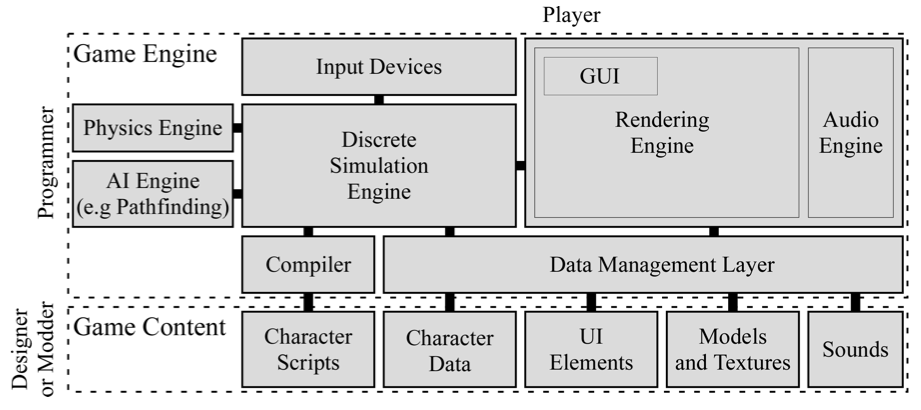 Player
Game Engine
Input Devices
GUI
Rendering
Engine
Audio
Engine
Programmer
Physics Engine
Discrete
Simulation
Engine
AI Engine
(e.g Pathfinding)
Compiler
Data Management Layer
Designer
or Modder
Game Content
Character
Scripts
Character
Data
UI
Elements
Models
and Textures
Sounds